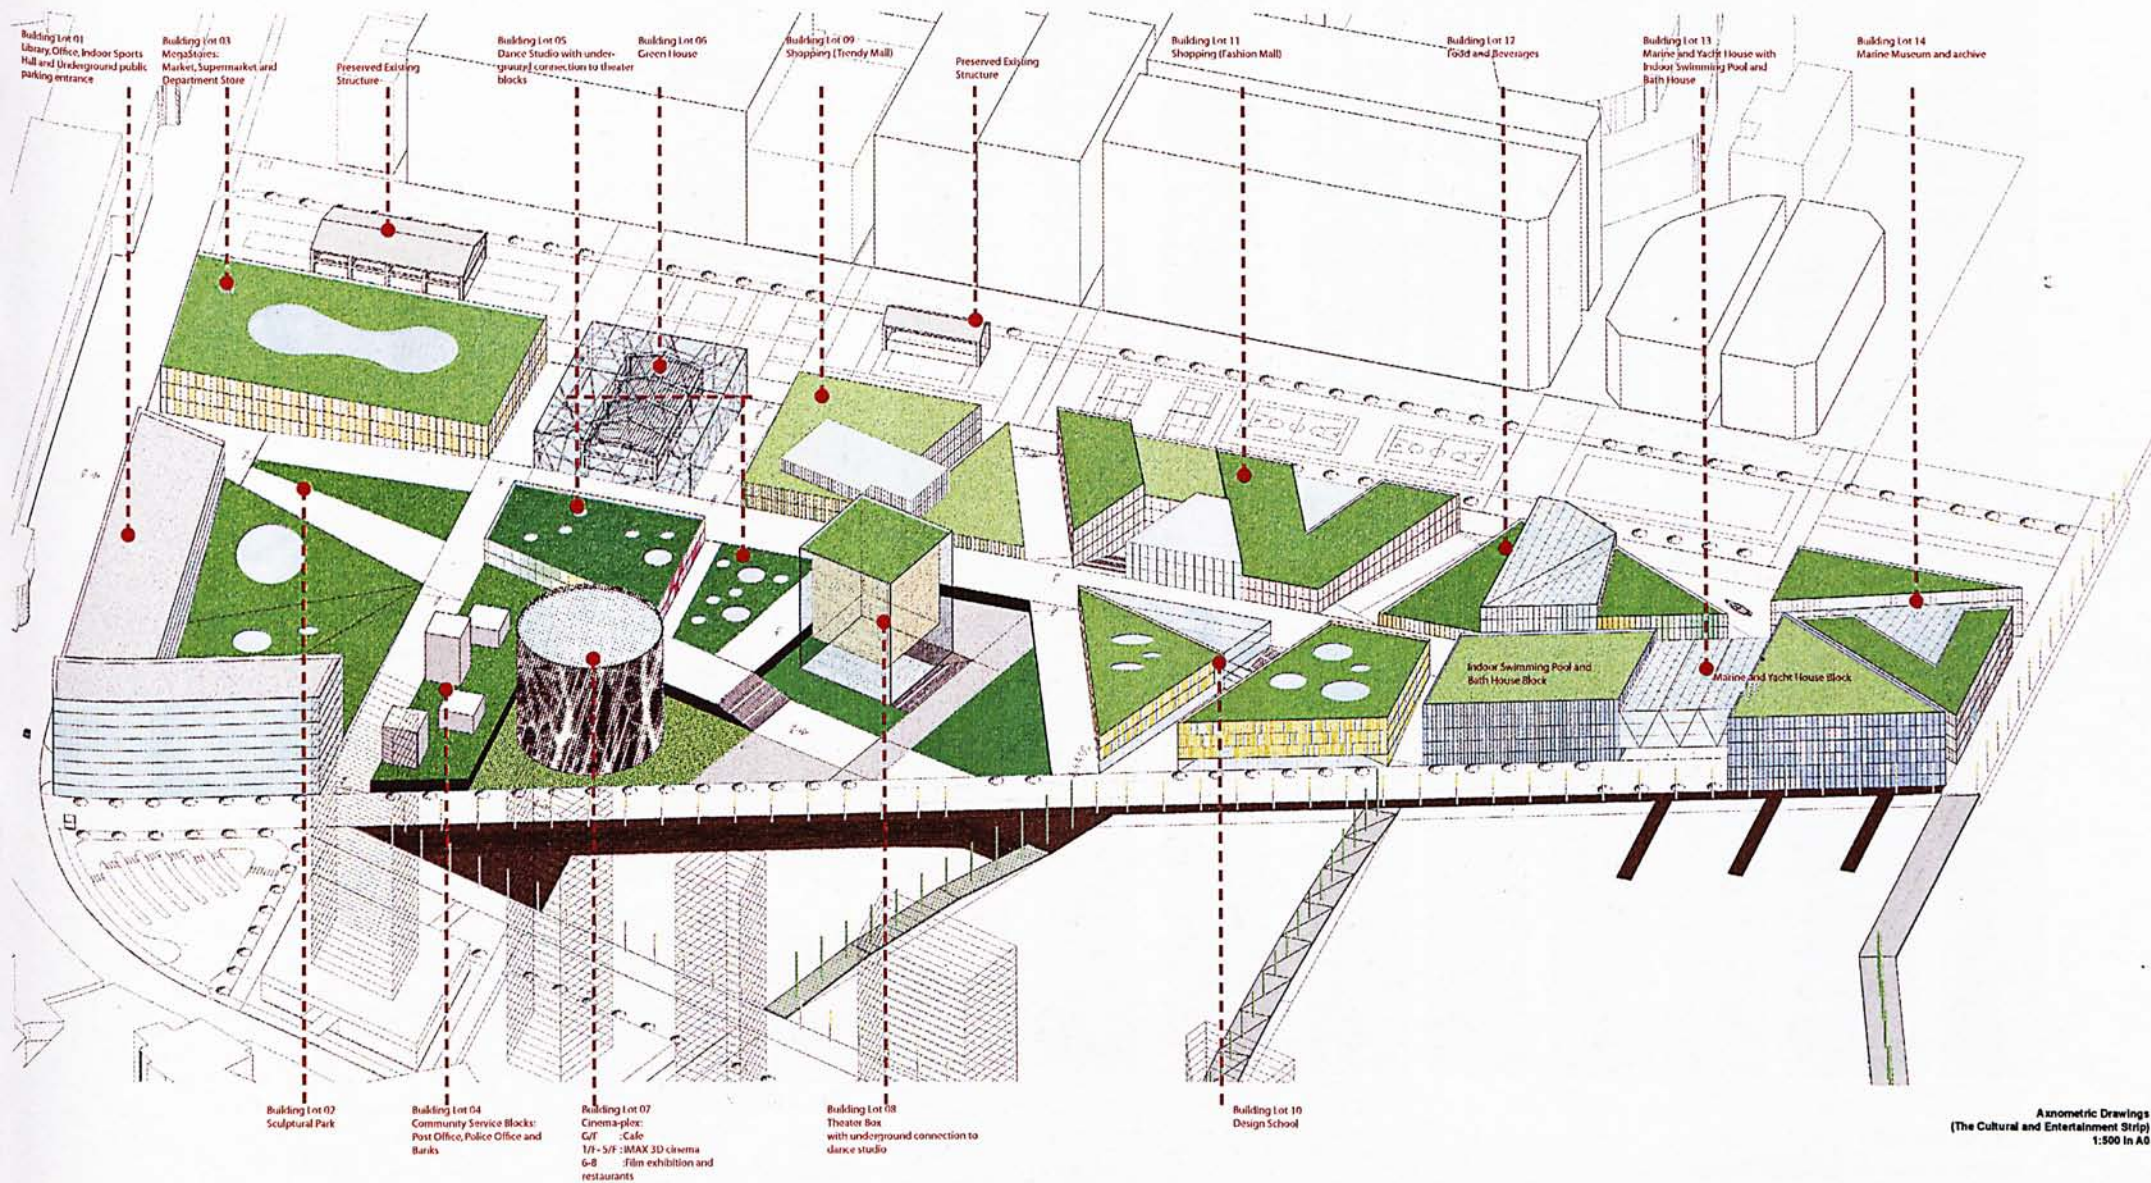 Building Lot 01
Library, Office, Indoor Sports
Hall and Underground public
parking entrance
Building Lot 03
MegaStores:
Market, Supermarket and
Department Store
Preserved Existing
Structure
Building Lot 05
Dance Studio with under-
ground connection to theater
blocks
Building Lot 06
Green House
Building Lot 09
Shopping (Trendy Mall)
Preserved Existing
Structure
Building Lot 11
Shopping (Fashion Mall)
Building Lot 12
Food and Beverages
Building Lot 13
Marine and Yacht House with
Indoor Swimming Pool and
Bath House
Building Lot 14
Marine Museum and archive
Indoor Swimming Pool and
Bath House Block
Marine and Yacht House Block
Building Lot 02
Sculptural Park
Building Lot 04
Community Service Blocks:
Post Office, Police Office and
Banks
Building Lot 07
Cinema-plex:
G/F :Cafe
1/F-5/F :IMAX 3D cinema
6-8 :Film exhibition and
restaurants
Building Lot 08
Theater Box
with underground connection to
dance studio
Building Lot 10
Design School
Axnometric Drawings
(The Cultural and Entertainment Strip)
1:500 in A0